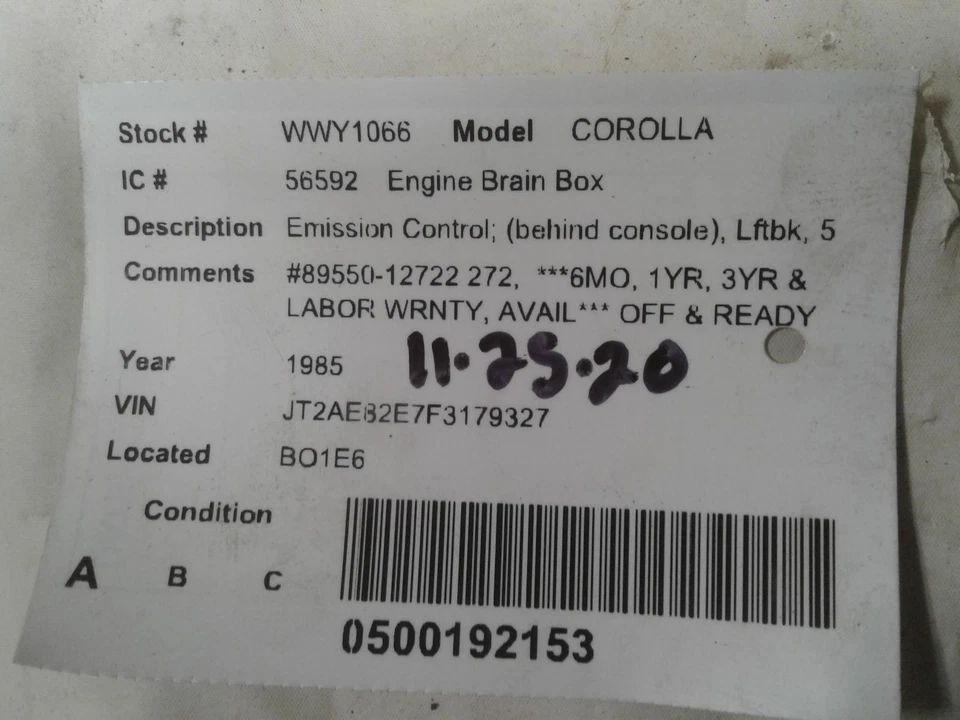 Stock # WWY1066 Model COROLLA
IC # 56592 Engine Brain Box
Description Emission Control; (behind console), Lftbk, 5
Comments #89550-12722 272, ***6MO, 1YR, 3YR &
LABOR WRNTY, AVAIL*** OFF & READY
Year 1985 11·25·20
VIN JT2AE82E7F3179327
Located BO1E6
Condition
A B C
0500192153